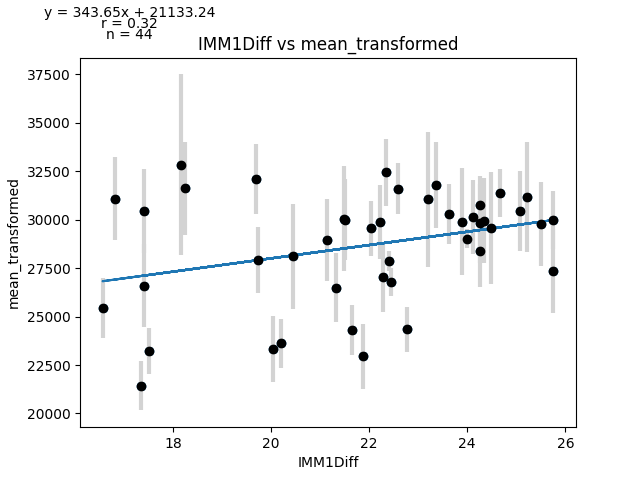 y = 343.65x + 21133.24
r = 0.32
n = 44
IMM1Diff vs mean_transformed
37500
35000
32500
30000
27500
25000
22500
20000
mean_transformed
18 20 22 24 26
IMM1Diff